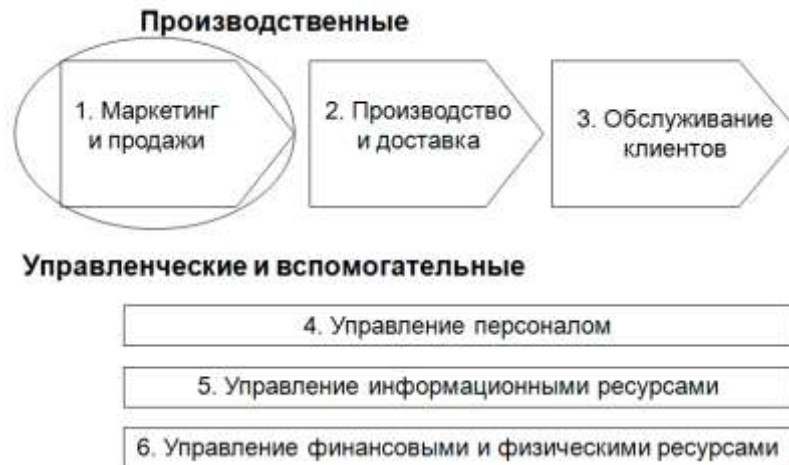 Производственные
1. Маркетинг
и продажи
2. Производство
и доставка
3. Обслуживание
клиентов
Управленческие и вспомогательные
4. Управление персоналом
5. Управление информационными ресурсами
6. Управление финансовыми и физическими ресурсами